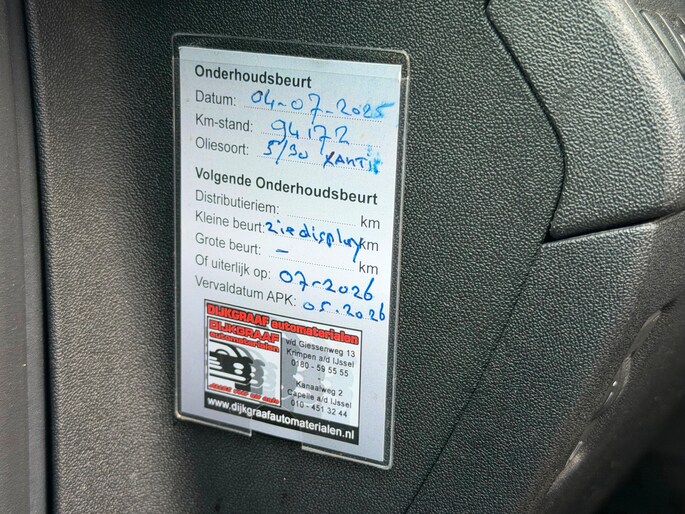 Onderhoudsbeurt
Datum: 04-07-2025
Km-stand: 94172
Oliesoort: 5/30 XANTIS
Volgende Onderhoudsbeurt
Distributieriem: km
Kleine beurt: zie display km
Grote beurt: - km
Of uiterlijk op: 07-2026
Vervaldatum APK: 05.2026
DIJKGRAAF automaterialen
DIJKGRAAF
automaterialen
v/d Giessenweg 13
Krimpen a/d IJssel
0180 - 59 55 55
-
Kanaalweg 2
Capelle a/d IJssel
010 - 451 32 44
www.dijkgraafautomaterialen.nl